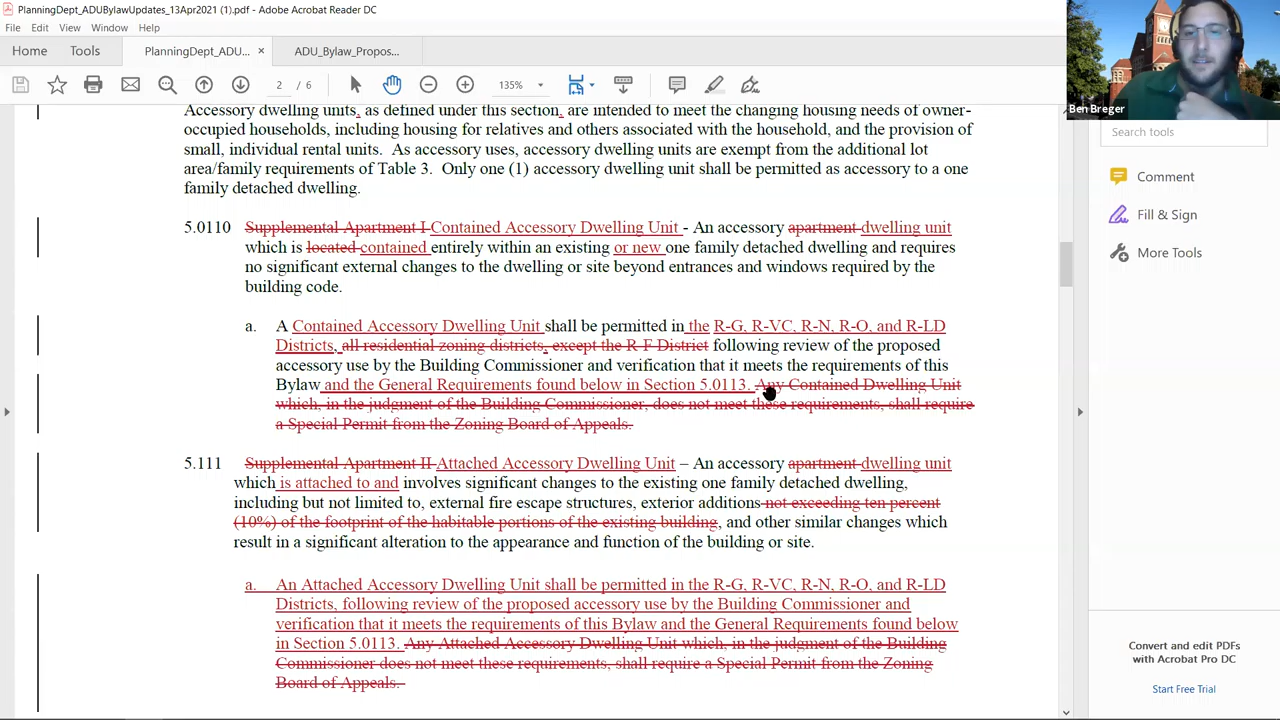 PlanningDept_ADUBylawUpdates_13Apr2021 (1).pdf - Adobe Acrobat Reader DC
File Edit View Window Help
Home Tools PlanningDept_ADU... × ADU_Bylaw_Propos...
2 / 6 135%
Ben Breger
Search tools
Comment
Fill & Sign
More Tools
Convert and edit PDFs
with Acrobat Pro DC
Start Free Trial
Accessory dwelling units, as defined under this section, are intended to meet the changing housing needs of owner-
occupied households, including housing for relatives and others associated with the household, and the provision of
small, individual rental units. As accessory uses, accessory dwelling units are exempt from the additional lot
area/family requirements of Table 3. Only one (1) accessory dwelling unit shall be permitted as accessory to a one
family detached dwelling.
5.0110 Supplemental Apartment I Contained Accessory Dwelling Unit - An accessory apartment dwelling unit
which is located contained entirely within an existing or new one family detached dwelling and requires
no significant external changes to the dwelling or site beyond entrances and windows required by the
building code.
a. A Contained Accessory Dwelling Unit shall be permitted in the R-G, R-VC, R-N, R-O, and R-LD
Districts, all residential zoning districts, except the R-F District following review of the proposed
accessory use by the Building Commissioner and verification that it meets the requirements of this
Bylaw and the General Requirements found below in Section 5.0113. Any Contained Dwelling Unit
which, in the judgment of the Building Commissioner, does not meet these requirements, shall require
a Special Permit from the Zoning Board of Appeals.
5.111 Supplemental Apartment II Attached Accessory Dwelling Unit – An accessory apartment dwelling unit
which is attached to and involves significant changes to the existing one family detached dwelling,
including but not limited to, external fire escape structures, exterior additions not exceeding ten percent
(10%) of the footprint of the habitable portions of the existing building, and other similar changes which
result in a significant alteration to the appearance and function of the building or site.
a. An Attached Accessory Dwelling Unit shall be permitted in the R-G, R-VC, R-N, R-O, and R-LD
Districts, following review of the proposed accessory use by the Building Commissioner and
verification that it meets the requirements of this Bylaw and the General Requirements found below
in Section 5.0113. Any Attached Accessory Dwelling Unit which, in the judgment of the Building
Commissioner does not meet these requirements, shall require a Special Permit from the Zoning
Board of Appeals.